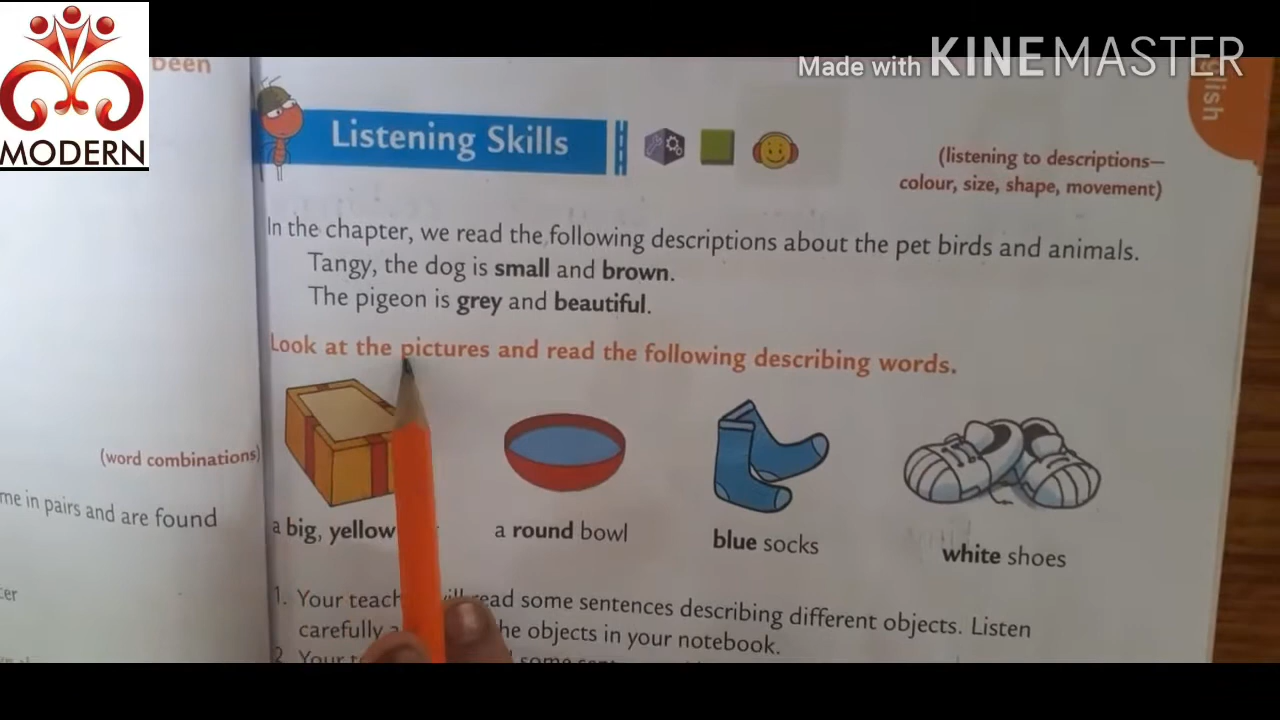 MODERN
Made with KINEMASTER
been
(word combinations)
me in pairs and are found
glish
Listening Skills
(listening to descriptions—
colour, size, shape, movement)
In the chapter, we read the following descriptions about the pet birds and animals.
Tangy, the dog is small and brown.
The pigeon is grey and beautiful.
Look at the pictures and read the following describing words.
a big, yellow
a round bowl
blue socks
white shoes
1. Your teach will read some sentences describing different objects. Listen
carefully a he objects in your notebook.
2. Your